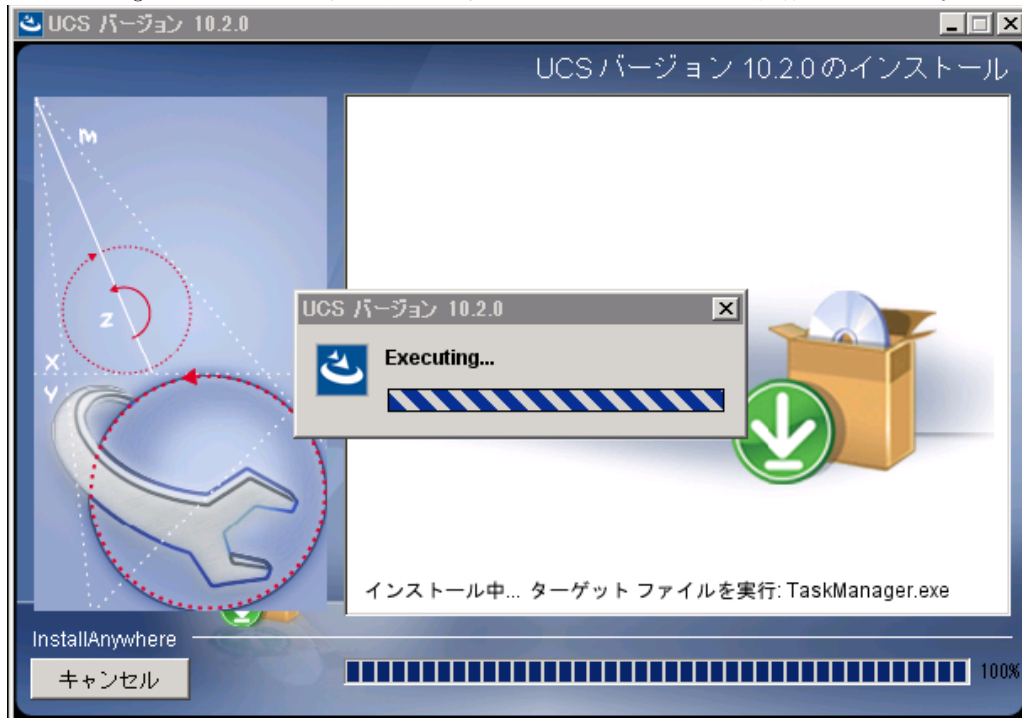 UCS バージョン 10.2.0
UCS バージョン 10.2.0 のインストール
m
z
X
Y
UCS バージョン 10.2.0
Executing...
インストール中... ターゲット ファイルを実行: TaskManager.exe
InstallAnywhere
キャンセル
100%